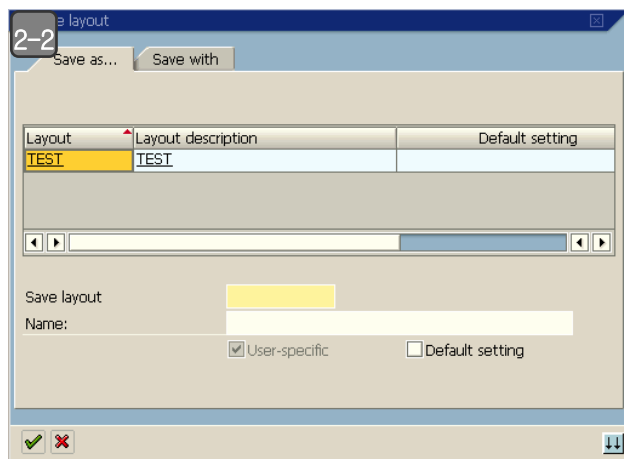 e layout
2-2
Save as... Save with
Layout Layout description Default setting
TEST TEST
Save layout
Name:
User-specific Default setting